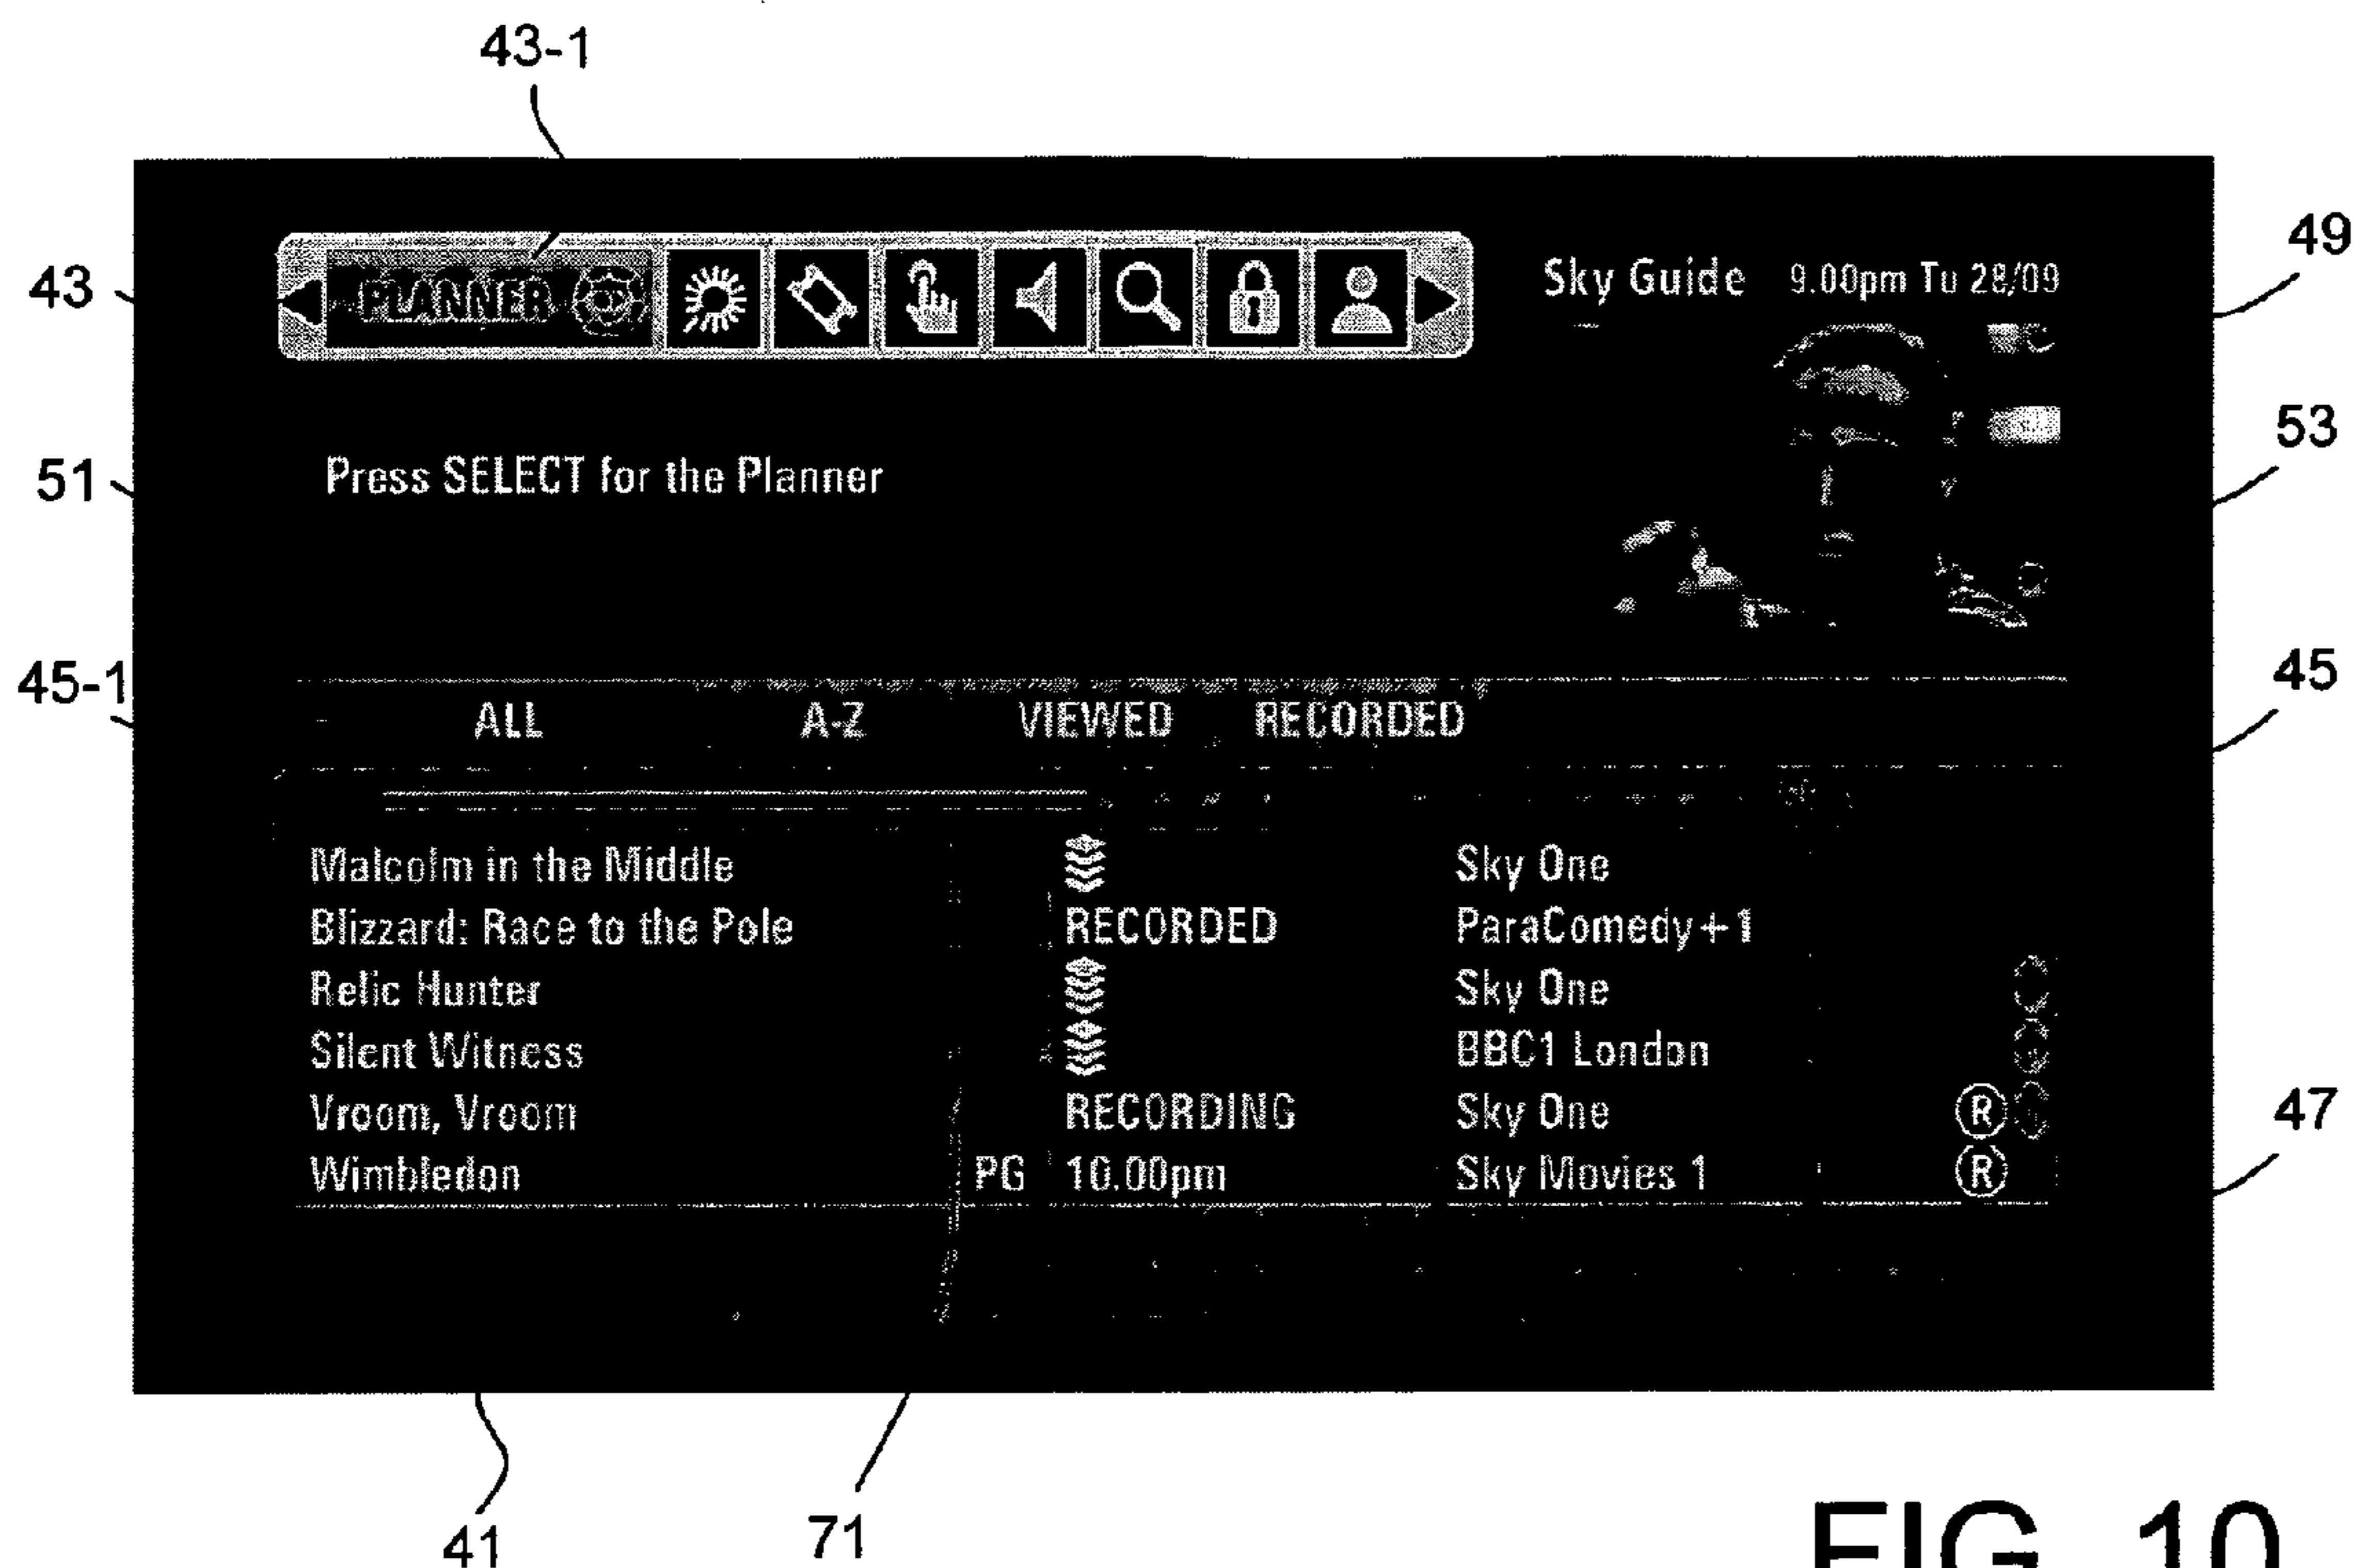 43-1
43
PLANNER
Sky Guide 9.00pm Tu 28/09
49
51
Press SELECT for the Planner
53
45-1
ALL A-Z VIEWED RECORDED
45
Malcolm in the Middle Sky One
Blizzard: Race to the Pole RECORDED ParaComedy+1
Relic Hunter Sky One
Silent Witness BBC1 London
Vroom, Vroom RECORDING Sky One R
47
Wimbledon PG 10.00pm Sky Movies 1 R
41
71
FIG. 10